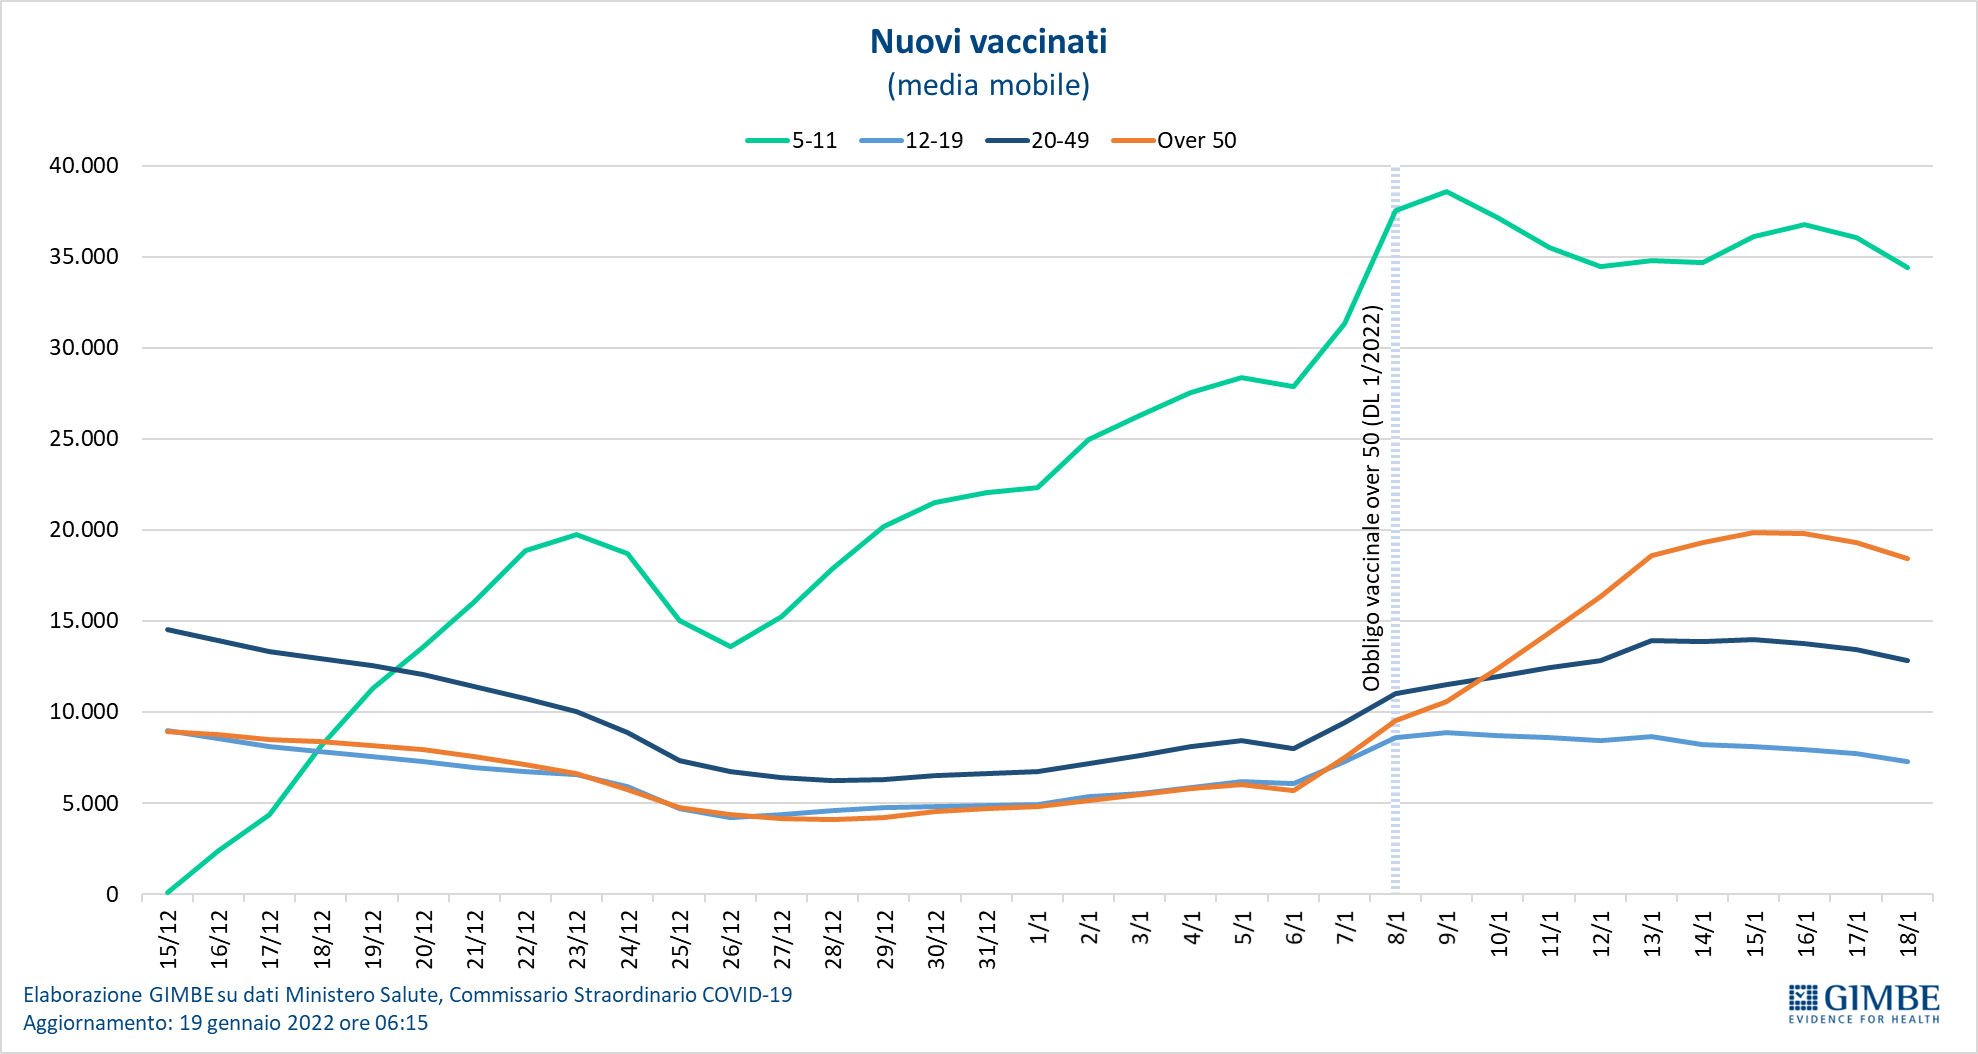 Nuovi vaccinati
(media mobile)
5-11 12-19 20-49 Over 50
40.000
35.000
30.000
25.000
20.000
15.000
10.000
5.000
0
Obbligo vaccinale over 50 (DL 1/2022)
15/12 16/12 17/12 18/12 19/12 20/12 21/12 22/12 23/12 24/12 25/12 26/12 27/12 28/12 29/12 30/12 31/12 1/1 2/1 3/1 4/1 5/1 6/1 7/1 8/1 9/1 10/1 11/1 12/1 13/1 14/1 15/1 16/1 17/1 18/1
Elaborazione GIMBE su dati Ministero Salute, Commissario Straordinario COVID-19
Aggiornamento: 19 gennaio 2022 ore 06:15
GIMBE
EVIDENCE FOR HEALTH